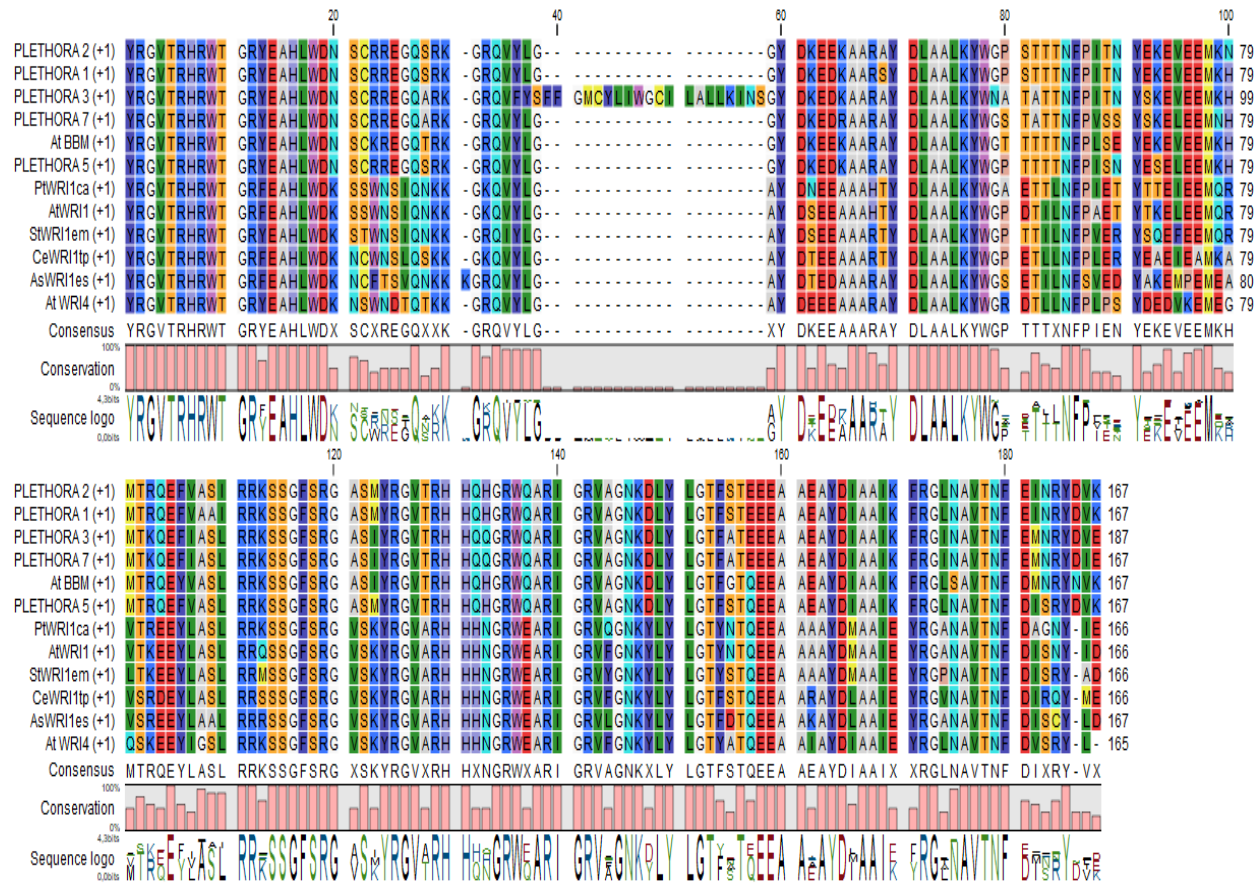 20 40 60 80 100
PLETHORA 2 (+1) YRGVTRHRWT GRYEAHLWDN SCRREGQSRK -GRQVYLG-- ---------- --------GY DKEEKAARAY DLAALKYWGP STTTNFPITN YEKEVEEMKN 79
PLETHORA 1 (+1) YRGVTRHRWT GRYEAHLWDN SCRREGQSRK -GRQVYLG-- ---------- --------GY DKEDKAARSY DLAALKYWGP STTTNFPITN YEKEVEEMKH 79
PLETHORA 3 (+1) YRGVTRHRWT GRYEAHLWDN SCRREGQARK -GRQVFYSFF GMCYLIWGCI LALLKINSGY DKEDKAARAY DLAALKYWNA TATTNFPITN YSKEVEEMKH 99
PLETHORA 7 (+1) YRGVTRHRWT GRYEAHLWDN SCRREGQARK -GRQVYLG-- ---------- --------GY DKEDRAARAY DLAALKYWGS TATTNFPVSS YSKELEEMNH 79
At BBM (+1) YRGVTRHRWT GRYEAHLWDN SCKREGQTRK -GRQVYLG-- ---------- --------GY DKEEKAARAY DLAALKYWGT TTTTNFPLSE YEKEVEEMKH 79
PLETHORA 5 (+1) YRGVTRHRWT GRYEAHLWDN SCRREGQSRK -GRQVYLG-- ---------- --------GY DKEDKAARAY DLAALKYWGP TTTTNFPISN YESELEEMKH 79
PtWRI1ca (+1) YRGVTRHRWT GRFEAHLWDK SSWNSIQNKK -GRQVYLG-- ---------- --------AY DNEEAAAHTY DLAALKYWGA ETTLNFPIET YTTEIEEMQR 79
AtWRI1 (+1) YRGVTRHRWT GRFEAHLWDK SSWNSIQNKK -GKQVYLG-- ---------- --------AY DSEEAAAHTY DLAALKYWGP DTILNFPAET YTKELEEMQR 79
StWRI1em (+1) YRGVTRHRWT GRYEAHLWDK STWNSIQNKK -GRQIYLG-- ---------- --------AY DSEEAAARTY DLAALKYWGP TTILNFPVER YSQEFEEMQR 79
CeWRI1tp (+1) YRGVTRHRWT GRFEAHLWDK NCWNSLQSKK -GRQVYLG-- ---------- --------AY DTEEAAARTY DLAALKYWGP ETLLNFPLER YEAEIEAMKA 79
AsWRI1es (+1) YRGVTRHRWT GRFEAHLWDK NCFTSVQNKK KGRQVYLG-- ---------- --------AY DTEDAAARAY DLAALKYWGS ETILNFSVED YAKEMPEMEA 80
At WRI4 (+1) YRGVTRHRWT GRFEAHLWDK NSWNDTQTKK -GRQVYLG-- ---------- --------AY DEEEAAARAY DLAALKYWGR DTLLNFPLPS YDEDVKEMEG 79
Consensus YRGVTRHRWT GRYEAHLWDX SCXREGQXXK -GRQVYLG-- ---------- --------XY DKEEAAARAY DLAALKYWGP TTTXNFPIEN YEKEVEEMKH
100%
Conservation
0%
4,3bits
Sequence logo
0,0bits
120 140 160 180
PLETHORA 2 (+1) MTRQEFVASI RRKSSGFSRG ASMYRGVTRH HQHGRWQARI GRVAGNKDLY LGTFSTEEEA AEAYDIAAIK FRGLNAVTNF EINRYDVK 167
PLETHORA 1 (+1) MTRQEFVAAI RRKSSGFSRG ASMYRGVTRH HQHGRWQARI GRVAGNKDLY LGTFSTEEEA AEAYDIAAIK FRGLNAVTNF EINRYDVK 167
PLETHORA 3 (+1) MTRQEFIASL RRKSSGFSRG ASIYRGVTRH HQQGRWQARI GRVAGNKDLY LGTFATEEEA AEAYDIAAIK FRGINAVTNF EMNRYDVE 187
PLETHORA 7 (+1) MTKQEFIASL RRKSSGFSRG ASIYRGVTRH HQQGRWQARI GRVAGNKDLY LGTFATEEEA AEAYDIAAIK FRGINAVTNF EMNRYDIE 167
At BBM (+1) MTRQEYVASL RRKSSGFSRG ASIYRGVTRH HQHGRWQARI GRVAGNKDLY LGTFGTQEEA AEAYDIAAIK FRGLSAVTNF DMNRYNVK 167
PLETHORA 5 (+1) MTRQEFVASL RRKSSGFSRG ASMYRGVTRH HQHGRWQARI GRVAGNKDLY LGTFSTQEEA AEAYDIAAIK FRGLNAVTNF DISRYDVK 167
PtWRI1ca (+1) VTREEYLASL RRKSSGFSRG VSKYRGVARH HHNGRWEARI GRVQGNKYLY LGTYNTQEEA AAAYDMAAIE YRGANAVTNF DAGNY-IE 166
AtWRI1 (+1) VTKEEYLASL RRQSSGFSRG VSKYRGVARH HHNGRWEARI GRVFGNKYLY LGTYNTQEEA AAAYDMAAIE YRGANAVTNF DISNY-ID 166
StWRI1em (+1) LTKEEYLASL RRMSSGFSRG VSKYRGVARH HHNGRWEARI GRVFGNKYLY LGTYNTQEEA AAAYDMAAIE YRGPNAVTNF DISNY-AD 166
CeWRI1tp (+1) VSRDEYLASL RRSSSGFSRG VSKYRGVARH HHNGRWEARI GRVFGNKYLY LGTFSTQEEA ARAYDIAAIE YRGVNAVTNF DIRQY-ME 166
AsWRI1es (+1) VSREEYLAAL RRRSSGFSRG VSKYRGVARH HHNGRWEARI GRVLGNKYLY LGTFDTQEEA AKAYDLAAIE YRGANAVTNF DISCY-LD 167
At WRI4 (+1) QSKEEYIGSL RRKSSGFSRG VSKYRGVARH HHNGRWEARI GRVFGNKYLY LGTYATQEEA AIAYDIAAIE YRGLNAVTNF DVSRY-L- 165
Consensus MTRQEYLASL RRKSSGFSRG XSKYRGVXRH HXNGRWXARI GRVAGNKXLY LGTFSTQEEA AEAYDIAAIX XRGLNAVTNF DIXRY-VX
100%
Conservation
0%
4,3bits
Sequence logo
0,0bits